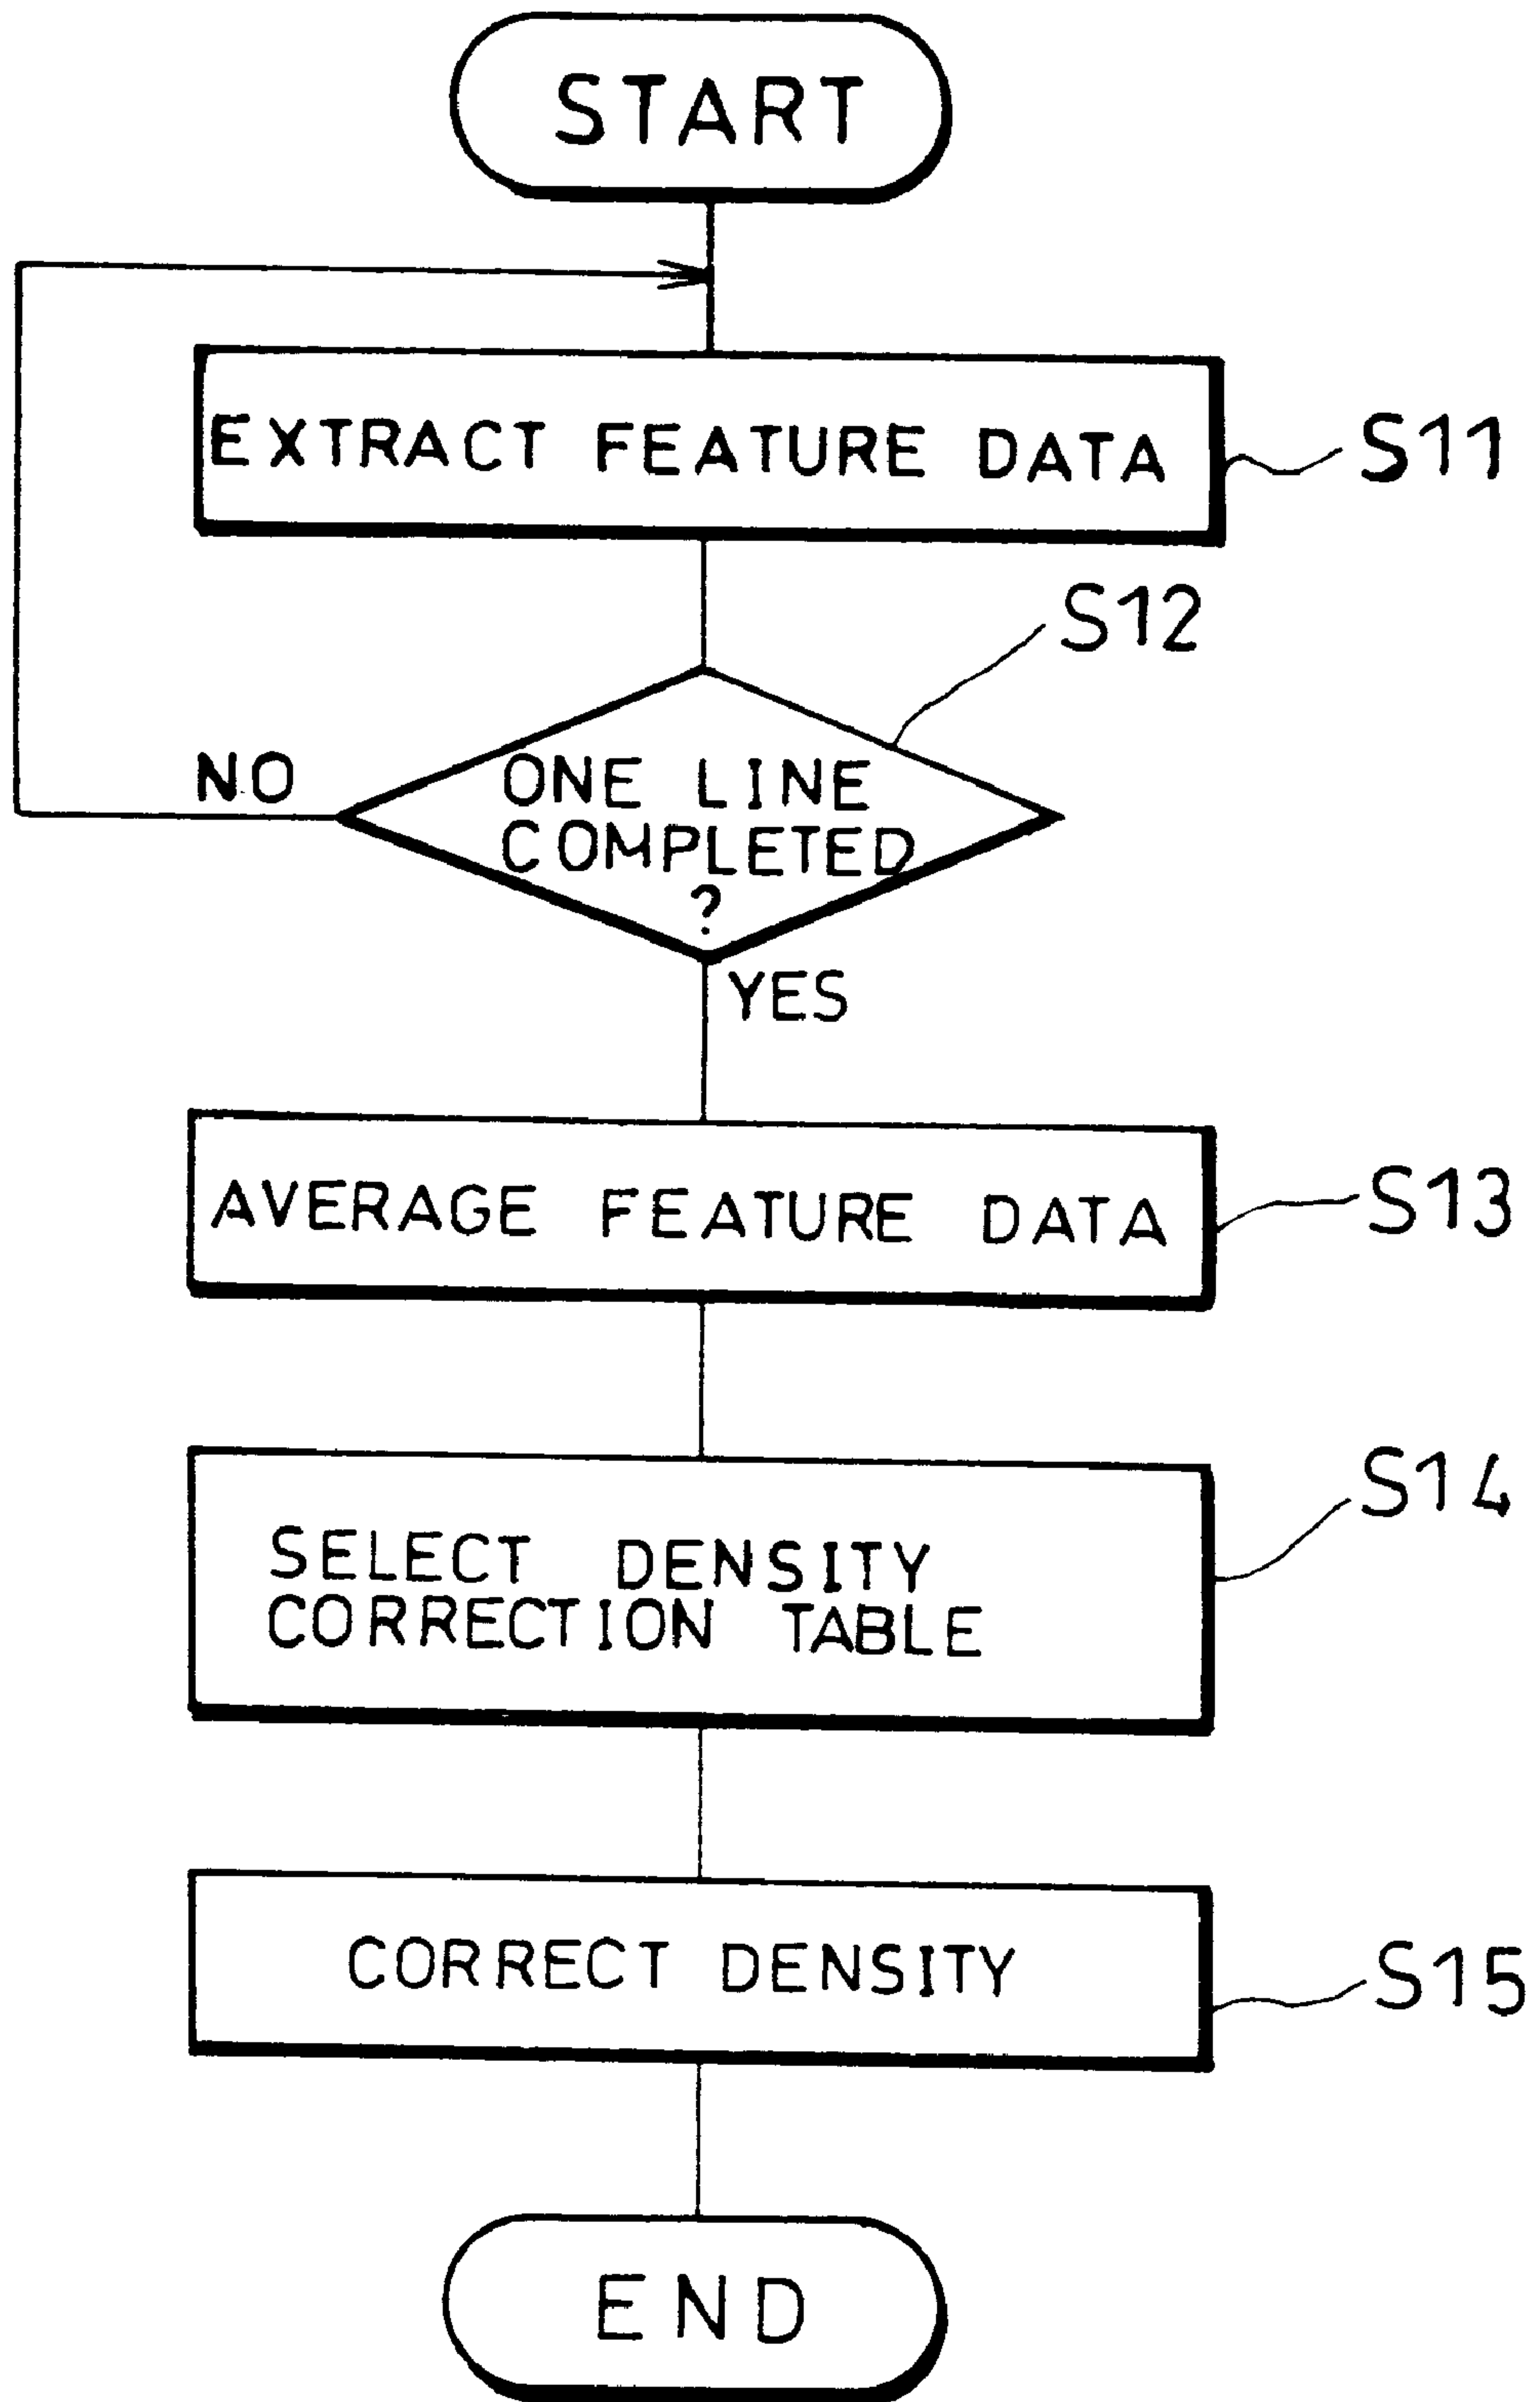 START
EXTRACT FEATURE DATA
S11
S12
ONE LINE
COMPLETED
?
NO
YES
AVERAGE FEATURE DATA
S13
SELECT DENSITY
CORRECTION TABLE
S14
CORRECT DENSITY
S15
END